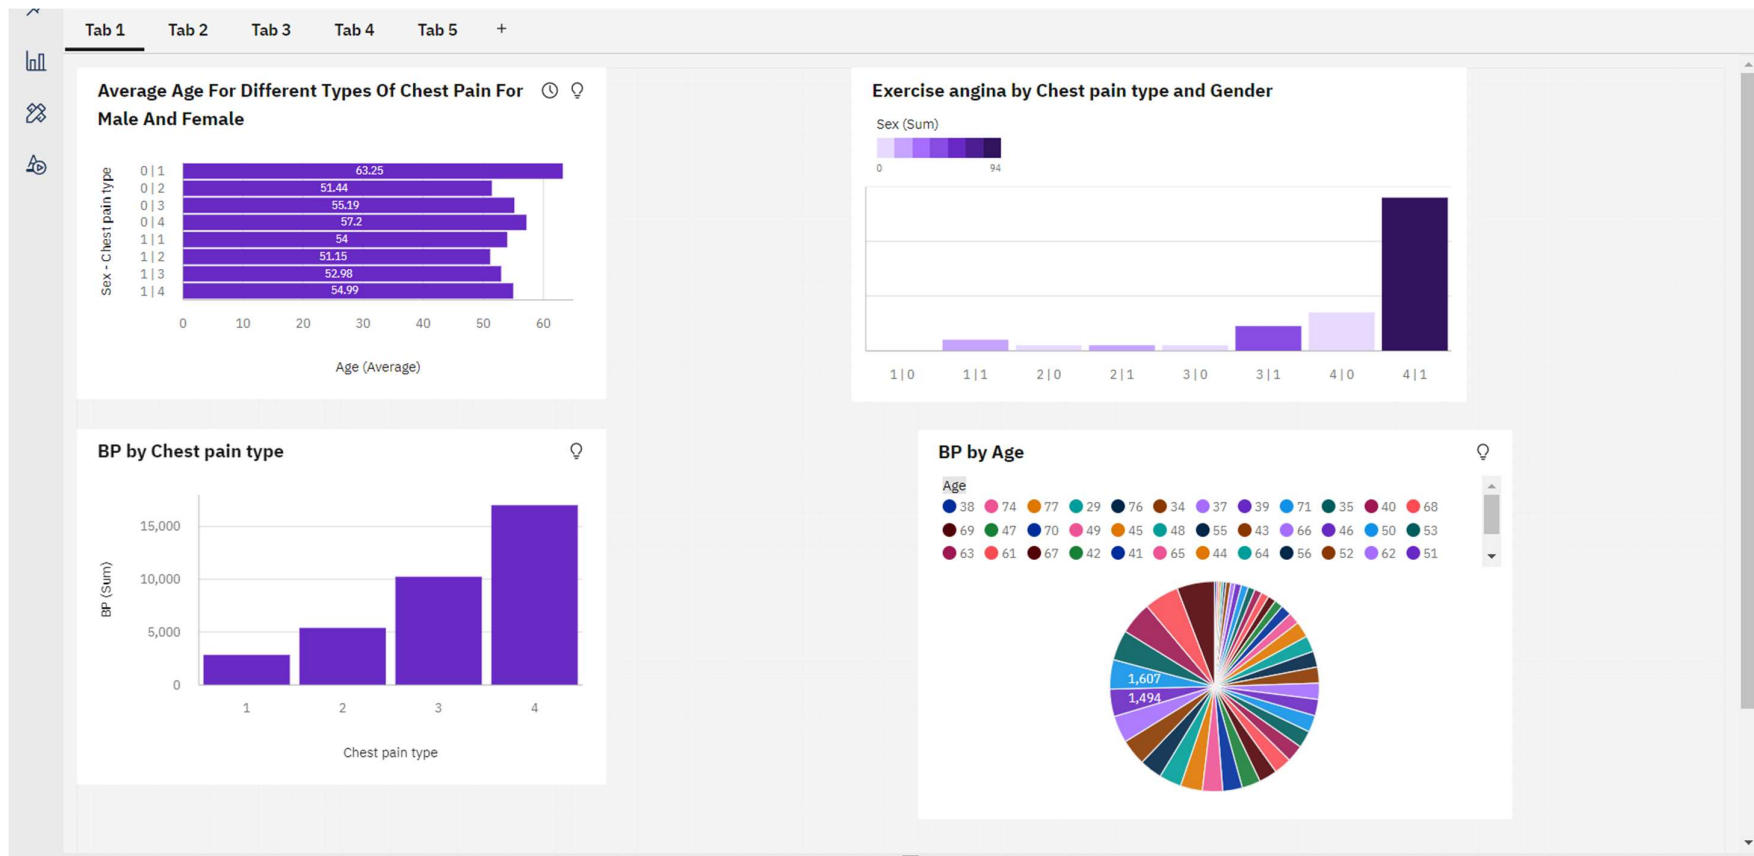 Tab 1 Tab 2 Tab 3 Tab 4 Tab 5 +
Average Age For Different Types Of Chest Pain For
Male And Female
Sex - Chest pain type
0 | 1 63.25
0 | 2 51.44
0 | 3 55.19
0 | 4 57.2
1 | 1 54
1 | 2 51.15
1 | 3 52.98
1 | 4 54.99
0 10 20 30 40 50 60
Age (Average)
Exercise angina by Chest pain type and Gender
Sex (Sum)
0 94
1 | 0 1 | 1 2 | 0 2 | 1 3 | 0 3 | 1 4 | 0 4 | 1
BP by Chest pain type
BP (Sum)
15,000
10,000
5,000
0
1 2 3 4
Chest pain type
BP by Age
Age
38 74 77 29 76 34 37 39 71 35 40 68
69 47 70 49 45 48 55 43 66 46 50 53
63 61 67 42 41 65 44 64 56 52 62 51
1,607
1,494